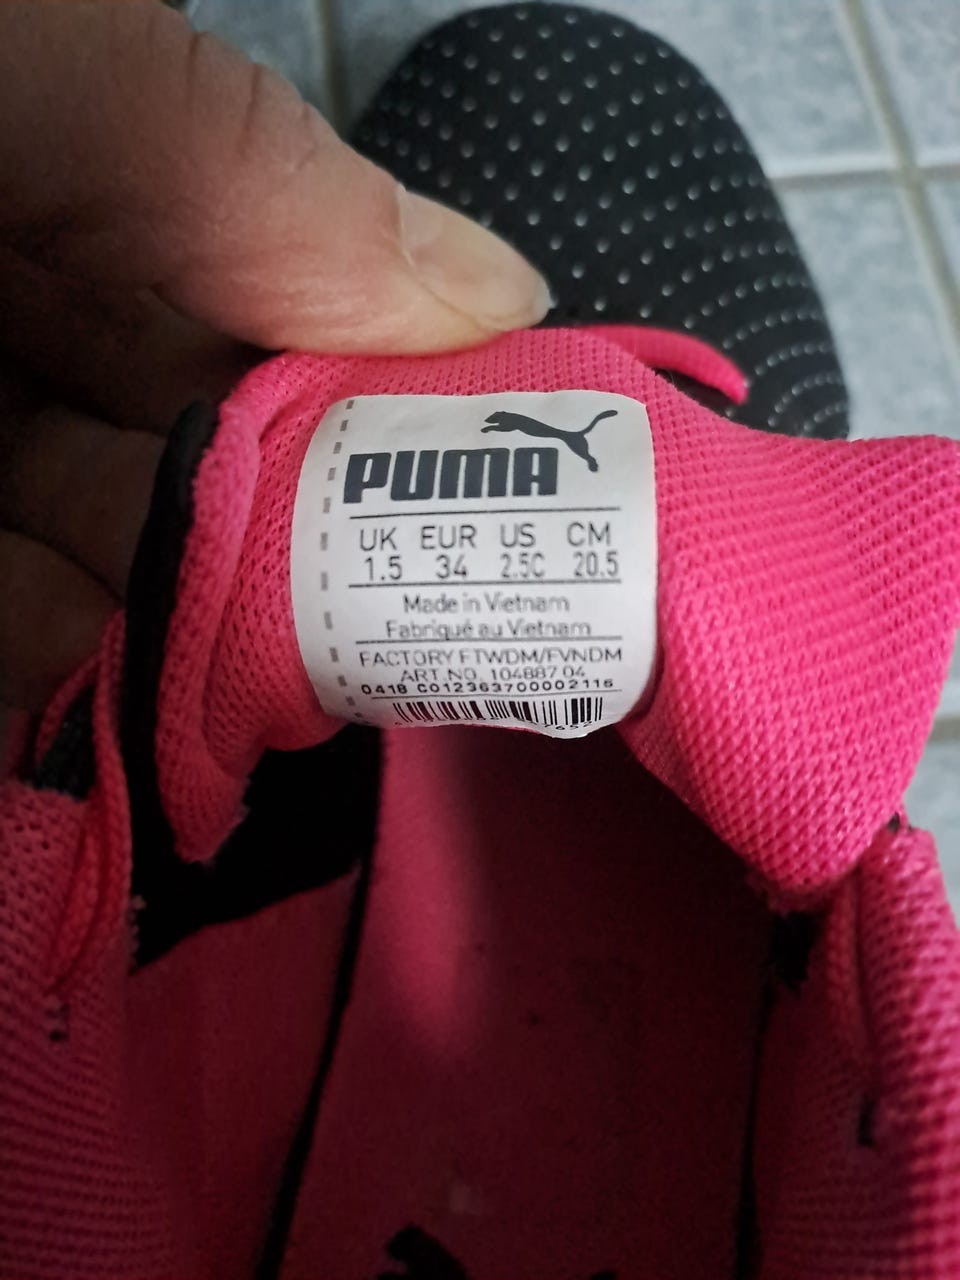 PUMA
UK EUR US CM
1.5 34 2.5C 20.5
Made in Vietnam
Fabriqué au Vietnam
FACTORY FTWDM/FVNDM
ART.NO. 104887 04
0418 C012363700002115